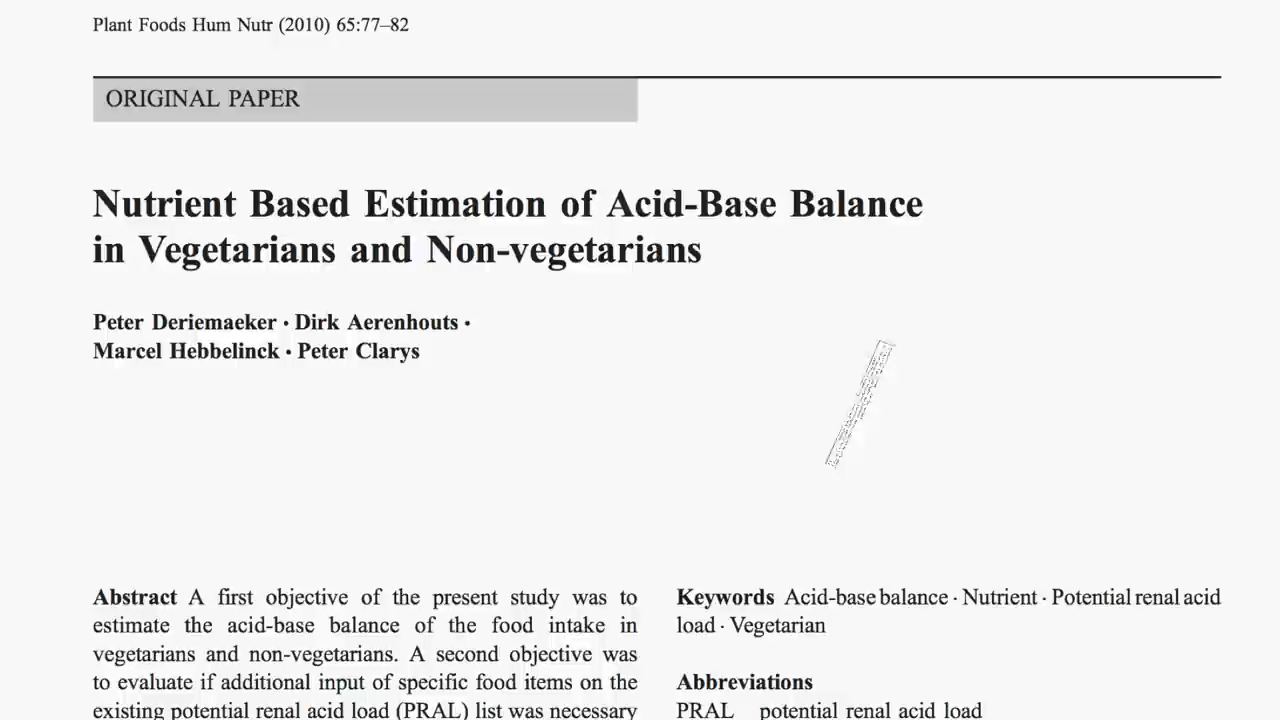 Plant Foods Hum Nutr (2010) 65:77–82
ORIGINAL PAPER
Nutrient Based Estimation of Acid-Base Balance
in Vegetarians and Non-vegetarians
Peter Deriemaeker · Dirk Aerenhouts ·
Marcel Hebbelinck · Peter Clarys
Abstract A first objective of the present study was to
estimate the acid-base balance of the food intake in
vegetarians and non-vegetarians. A second objective was
to evaluate if additional input of specific food items on the
existing potential renal acid load (PRAL) list was necessary
Keywords Acid-base balance · Nutrient · Potential renal acid
load · Vegetarian
Abbreviations
PRAL potential renal acid load